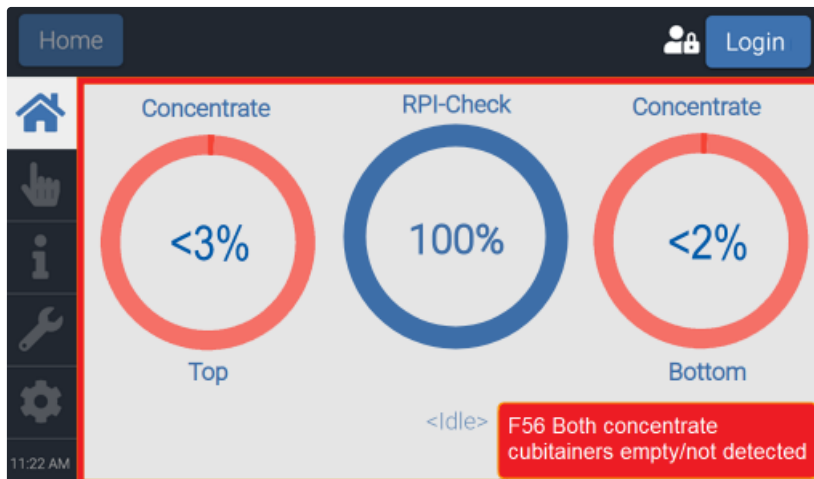 Home
Login
Concentrate
RPI-Check
Concentrate
<3%
100%
<2%
Top
Bottom
<Idle>
F56 Both concentrate
cubitainers empty/not detected
11:22 AM